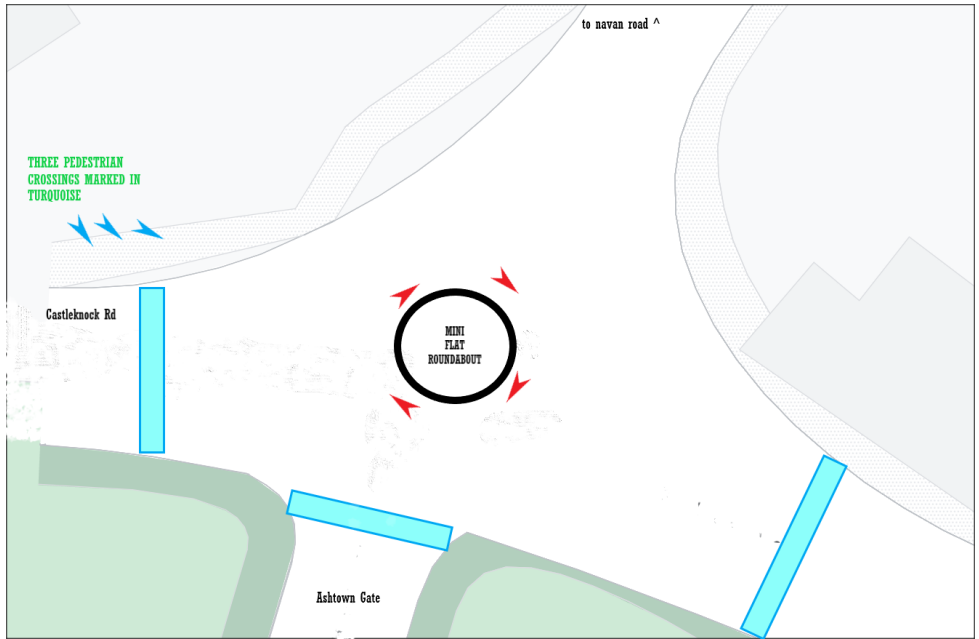 to navan road ^
THREE PEDESTRIAN
CROSSINGS MARKED IN
TURQUOISE
Castleknock Rd
MINI
FLAT
ROUNDABOUT
Ashtown Gate